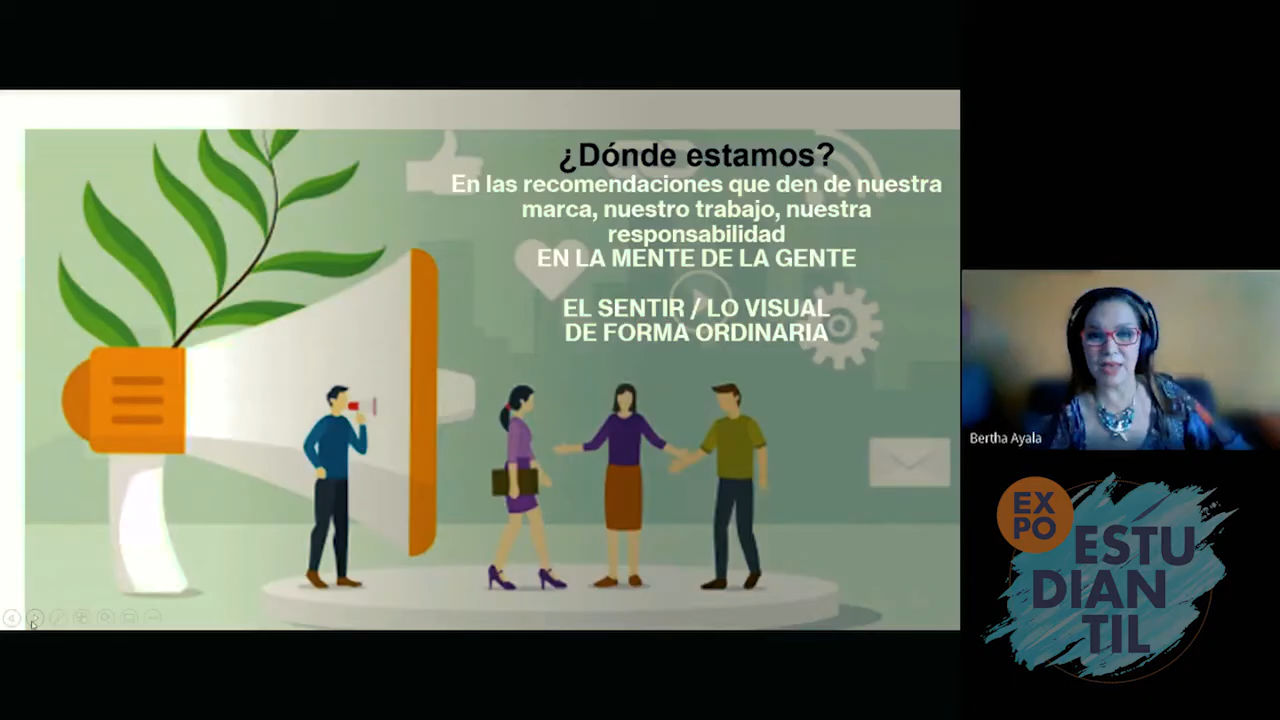 ¿Dónde estamos?
En las recomendaciones que den de nuestra
marca, nuestro trabajo, nuestra
responsabilidad
EN LA MENTE DE LA GENTE
EL SENTIR / LO VISUAL
DE FORMA ORDINARIA
Bertha Ayala
EX
PO
ESTU
DIAN
TIL